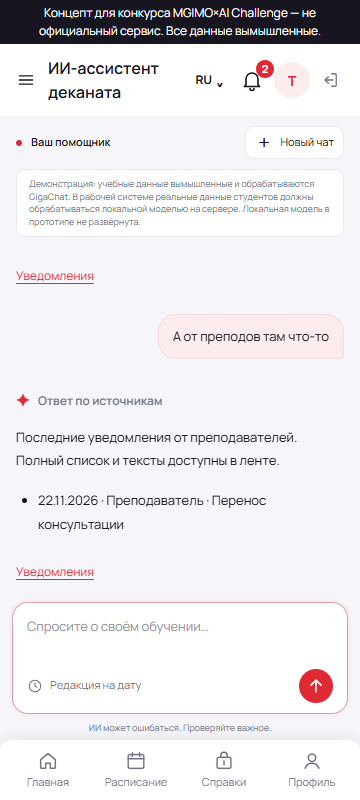 Концепт для конкурса MGIMO×AI Challenge — не
официальный сервис. Все данные вымышленные.
ИИ-ассистент
деканата
RU
2
T
Ваш помощник
+ Новый чат
Демонстрация: учебные данные вымышленные и обрабатываются
GigaChat. В рабочей системе реальные данные студентов должны
обрабатываться локальной моделью на сервере. Локальная модель в
прототипе не развёрнута.
Уведомления
А от преподов там что-то
Ответ по источникам
Последние уведомления от преподавателей.
Полный список и тексты доступны в ленте.
• 22.11.2026 · Преподаватель · Перенос
консультации
Уведомления
Спросите о своём обучении...
Редакция на дату
ИИ может ошибаться. Проверяйте важное.
Главная
Расписание
Справки
Профиль